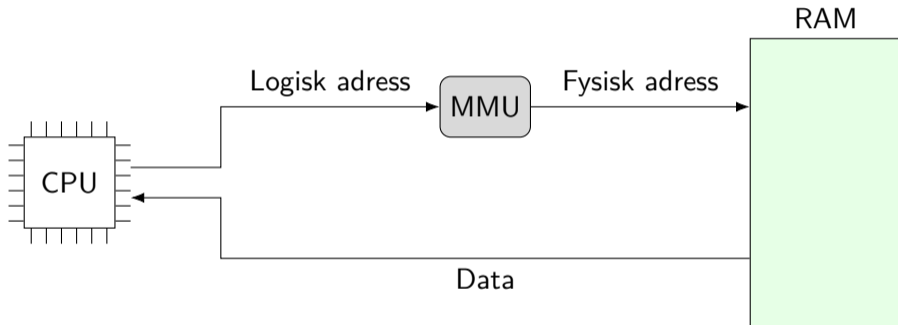 RAM
Logisk adress
MMU
Fysisk adress
CPU
Data